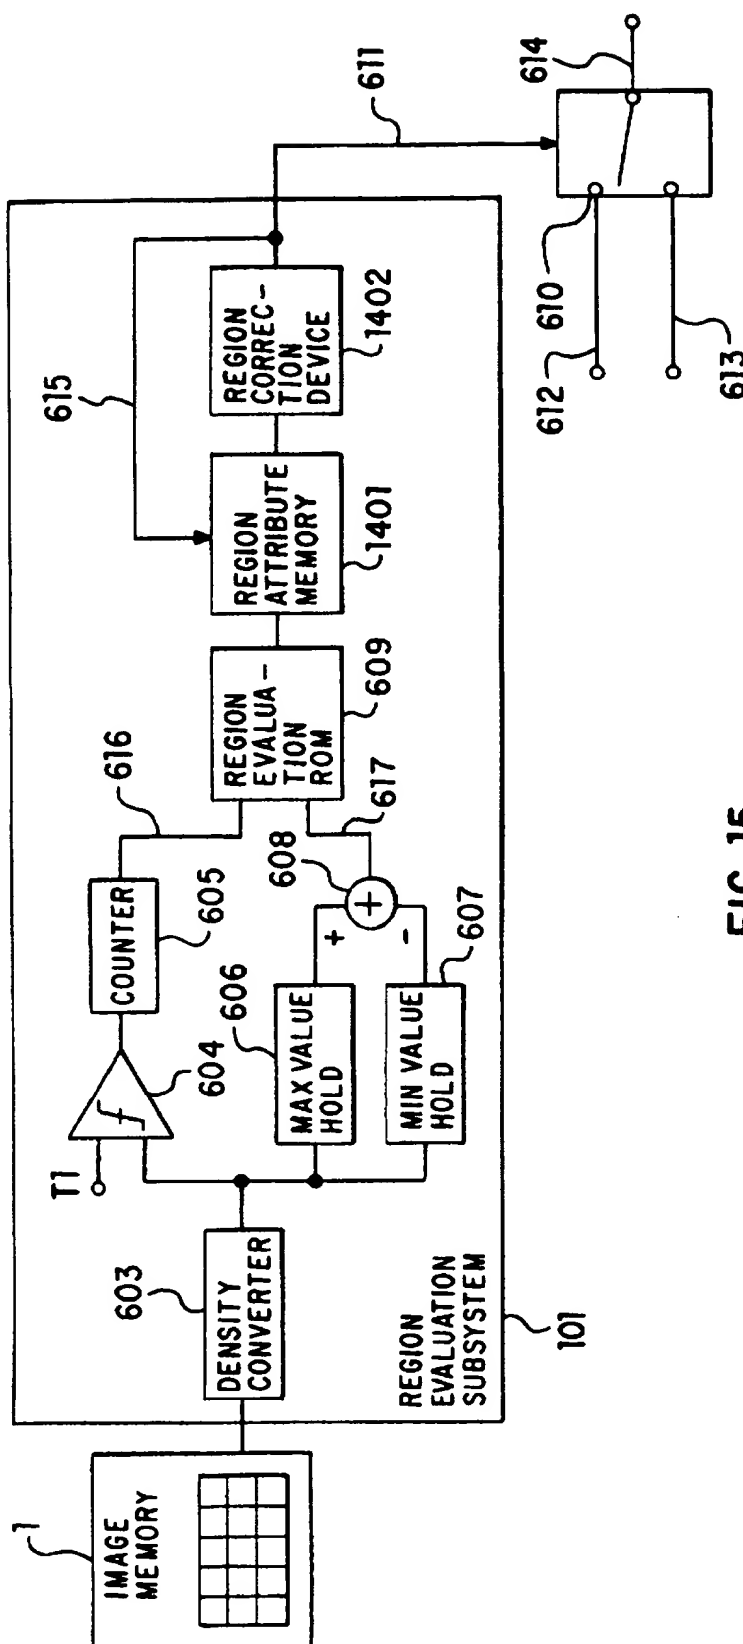 1
IMAGE
MEMORY
DENSITY
CONVERTER
603
REGION
EVALUATION
SUBSYSTEM
101
T1
f
604
COUNTER
605
616
MAX VALUE
HOLD
606
MIN VALUE
HOLD
607
+
-
+
608
617
REGION
EVALUA-
TION
ROM
609
REGION
ATTRIBUTE
MEMORY
1401
615
REGION
CORREC-
TION
DEVICE
1402
611
612
610
613
614